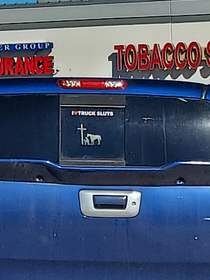 ER GROUP
URANCE
TOBACCO
I ♥ TRUCK SLUTS